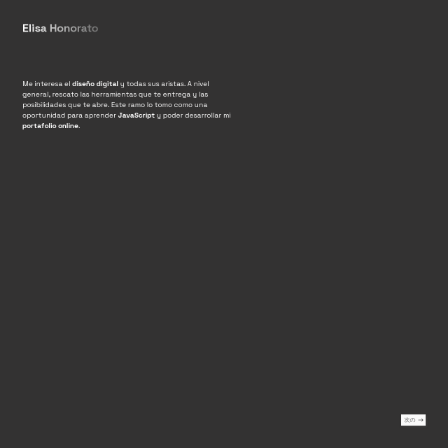 Elisa Honorato
Me interesa el diseño digital y todas sus aristas. A nivel
general, rescato las herramientas que te entrega y las
posibilidades que te abre. Este ramo lo tomo como una
oportunidad para aprender JavaScript y poder desarrollar mi
portafolio online.
次の →